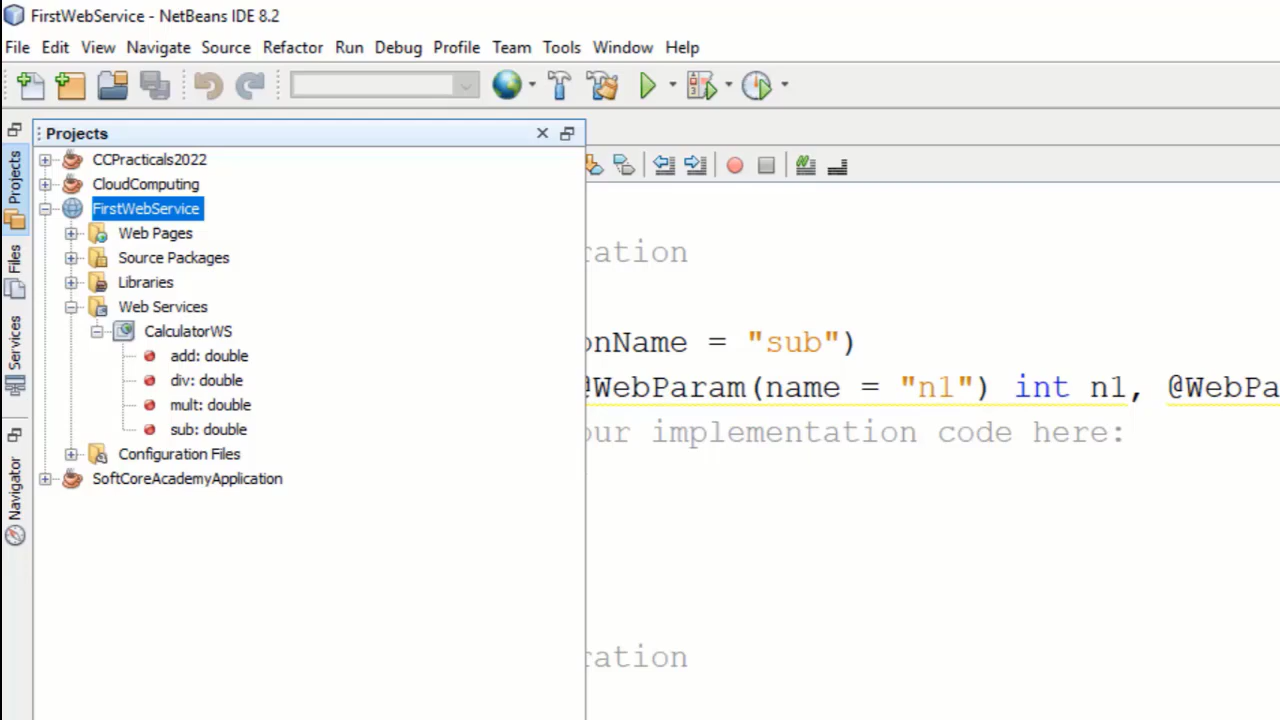 FirstWebService - NetBeans IDE 8.2
File Edit View Navigate Source Refactor Run Debug Profile Team Tools Window Help
Projects
CCPracticals2022
CloudComputing
FirstWebService
Web Pages
Source Packages
Libraries
Web Services
CalculatorWS
add: double
div: double
mult: double
sub: double
Configuration Files
SoftCoreAcademyApplication
Projects
Files
Services
Navigator
ration
onName = "sub")
@WebParam(name = "n1") int n1, @WebPa
our implementation code here:
ration